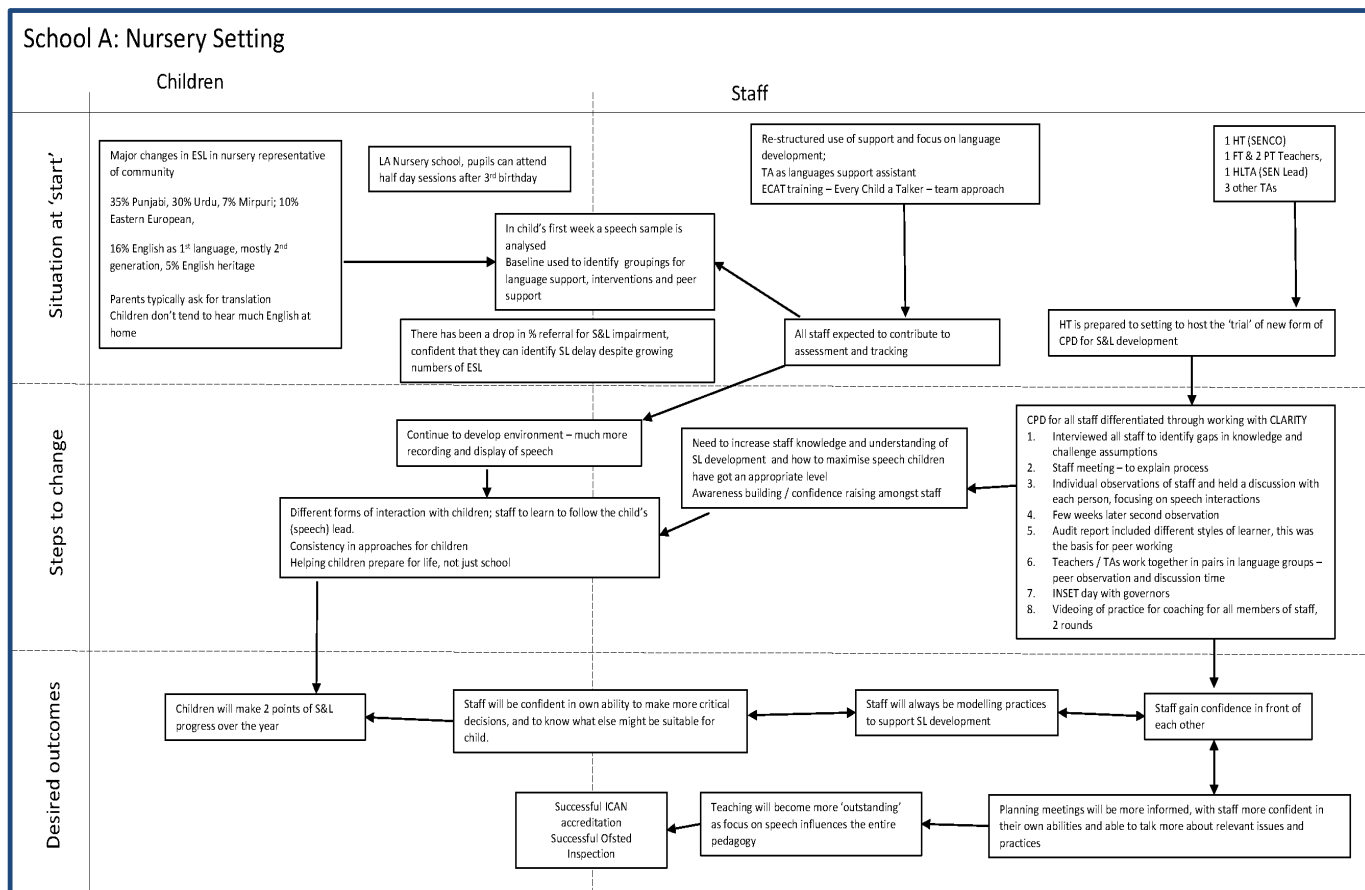 School A: Nursery Setting
Children
Staff
Situation at 'start'
Major changes in ESL in nursery representative
of community
35% Punjabi, 30% Urdu, 7% Mirpuri; 10%
Eastern European,
16% English as 1st language, mostly 2nd
generation, 5% English heritage
Parents typically ask for translation
Children don't tend to hear much English at
home
LA Nursery school, pupils can attend
half day sessions after 3rd birthday
In child's first week a speech sample is
analysed
Baseline used to identify groupings for
language support, interventions and peer
support
There has been a drop in % referral for S&L impairment,
confident that they can identify SL delay despite growing
numbers of ESL
Re-structured use of support and focus on language
development;
TA as languages support assistant
ECAT training – Every Child a Talker – team approach
All staff expected to contribute to
assessment and tracking
1 HT (SENCO)
1 FT & 2 PT Teachers,
1 HLTA (SEN Lead)
3 other TAs
HT is prepared to setting to host the 'trial' of new form of
CPD for S&L development
Steps to change
Continue to develop environment – much more
recording and display of speech
Different forms of interaction with children; staff to learn to follow the child's
(speech) lead.
Consistency in approaches for children
Helping children prepare for life, not just school
Need to increase staff knowledge and understanding of
SL development and how to maximise speech children
have got an appropriate level
Awareness building / confidence raising amongst staff
CPD for all staff differentiated through working with CLARITY
1. Interviewed all staff to identify gaps in knowledge and
challenge assumptions
2. Staff meeting – to explain process
3. Individual observations of staff and held a discussion with
each person, focusing on speech interactions
4. Few weeks later second observation
5. Audit report included different styles of learner, this was
the basis for peer working
6. Teachers / TAs work together in pairs in language groups –
peer observation and discussion time
7. INSET day with governors
8. Videoing of practice for coaching for all members of staff,
2 rounds
Desired outcomes
Children will make 2 points of S&L
progress over the year
Staff will be confident in own ability to make more critical
decisions, and to know what else might be suitable for
child.
Staff will always be modelling practices
to support SL development
Staff gain confidence in front of
each other
Successful ICAN
accreditation
Successful Ofsted
Inspection
Teaching will become more 'outstanding'
as focus on speech influences the entire
pedagogy
Planning meetings will be more informed, with staff more confident in
their own abilities and able to talk more about relevant issues and
practices